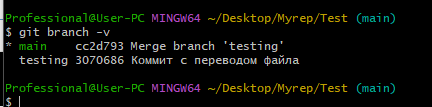 Professional@User-PC MINGW64 ~/Desktop/Myrep/Test (main)
$ git branch -v
* main    cc2d793 Merge branch 'testing'
  testing 3070686 Коммит с переводом файла

Professional@User-PC MINGW64 ~/Desktop/Myrep/Test (main)
$